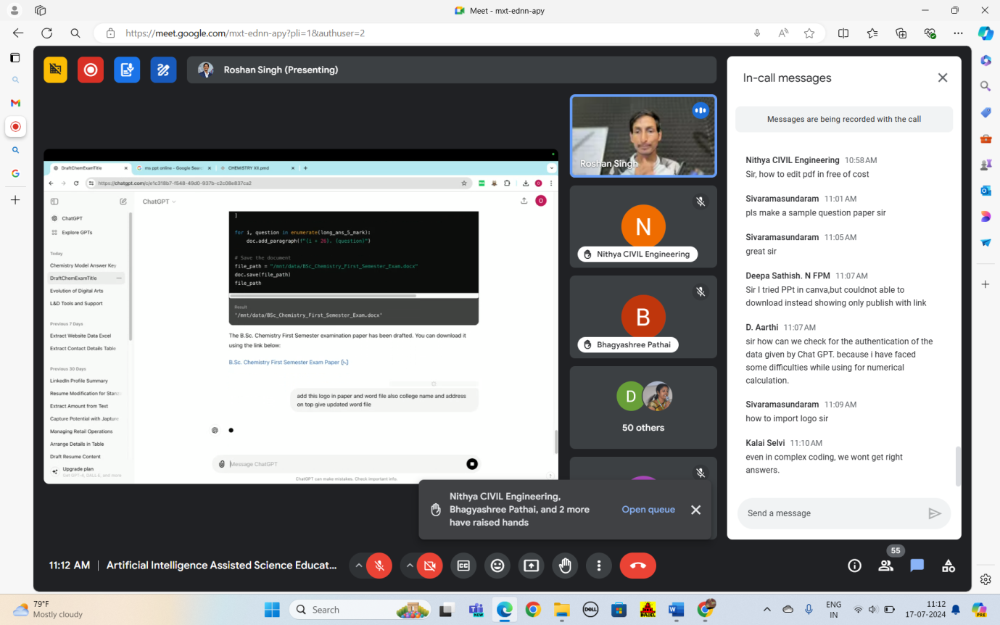 Meet - mxt-ednn-apy
https://meet.google.com/mxt-ednn-apy?pli=1&authuser=2
Roshan Singh (Presenting)
DraftChemExamTitle
ms ppt online - Google Searc
CHEMISTRY XII.pmd
https://chatgpt.com/c/e1c318b7-f548-49d0-937b-c2c08e837ca2
ChatGPT
Explore GPTs
Today
Chemistry Model Answer Key
DraftChemExamTitle
Evolution of Digital Arts
L&D Tools and Support
Previous 7 Days
Extract Website Data Excel
Extract Contact Details Table
Previous 30 Days
LinkedIn Profile Summary
Resume Modification for Stan
Extract Amount from Text
Capture Potential with Japture
Managing Retail Operations
Arrange Details in Table
Draft Resume Content
Upgrade plan
Get GPT-4, DALL·E, and more
ChatGPT
O
]
for i, question in enumerate(long_ans_5_mark):
doc.add_paragraph(f"{i + 26}. {question}")
# Save the document
file_path = "/mnt/data/BSc_Chemistry_First_Semester_Exam.docx"
doc.save(file_path)
file_path
Result
'/mnt/data/BSc_Chemistry_First_Semester_Exam.docx'
The B.Sc. Chemistry First Semester examination paper has been drafted. You can download it
using the link below:
B.Sc. Chemistry First Semester Exam Paper [>-]
add this logo in paper and word file also college name and address
on top give updated word file
Message ChatGPT
ChatGPT can make mistakes. Check important info.
?
Roshan Singh
N
Nithya CIVIL Engineering
B
Bhagyashree Pathai
D
50 others
Nithya CIVIL Engineering,
Bhagyashree Pathai, and 2 more
have raised hands
Open queue
In-call messages
Messages are being recorded with the call
Nithya CIVIL Engineering 10:58 AM
Sir, how to edit pdf in free of cost
Sivaramasundaram 11:01 AM
pls make a sample question paper sir
Sivaramasundaram 11:05 AM
great sir
Deepa Sathish. N FPM 11:07 AM
Sir I tried PPt in canva,but couldnot able to
download instead showing only publish with link
D. Aarthi 11:07 AM
sir how can we check for the authentication of the
data given by Chat GPT. because i have faced
some difficulties while using for numerical
calculation.
Sivaramasundaram 11:09 AM
how to import logo sir
Kalai Selvi 11:10 AM
even in complex coding, we wont get right
answers.
Send a message
11:12 AM | Artificial Intelligence Assisted Science Educat...
CC
55
79°F
Mostly cloudy
Search
NEW
DELL
ENG
IN
11:12
17-07-2024
PRE